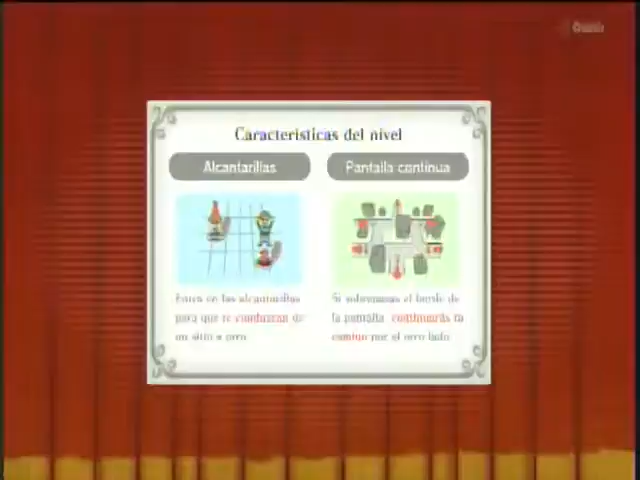 Características del nivel
Alcantarillas
Pantalla continua
Entra en las alcantarillas
para que te conduzcan de
un sitio a otro
Si sobrepasas el borde de
la pantalla continuarás tu
camino por el otro lado